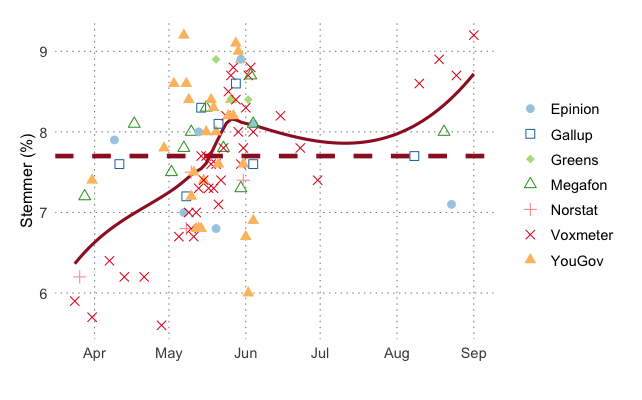 9
8
7
6
Stemmer (%)
Apr
May
Jun
Jul
Aug
Sep
Epinion
Gallup
Greens
Megafon
Norstat
Voxmeter
YouGov